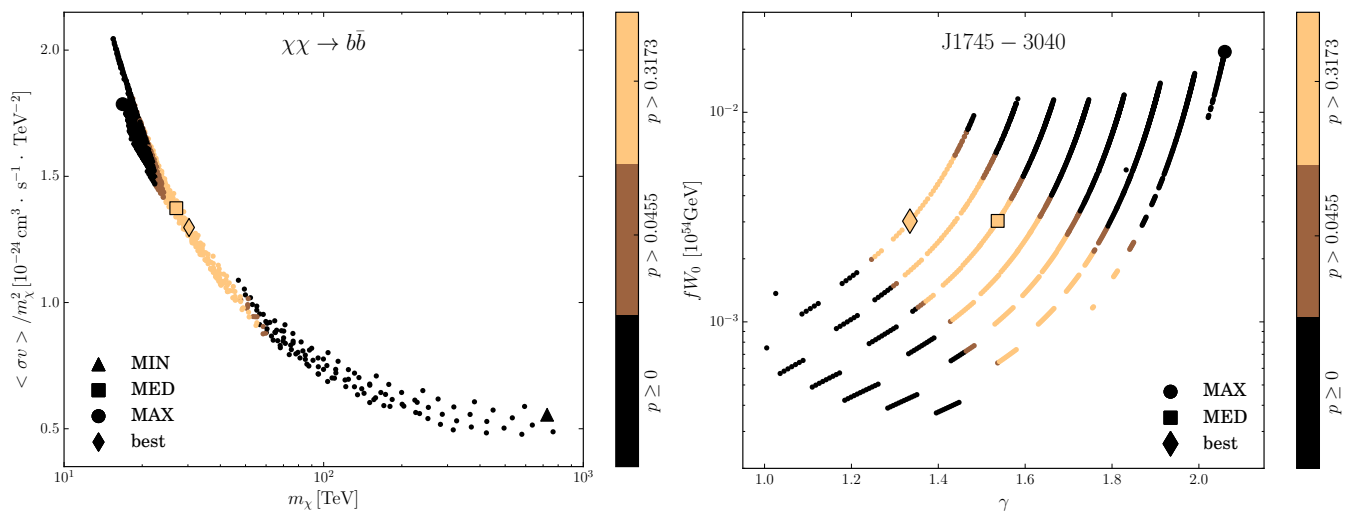 χχ → bb̄
2.0
1.5
1.0
0.5
< σv > /m²_χ [10⁻²⁴ cm³ · s⁻¹ · TeV⁻²]
MIN
MED
MAX
best
10¹
10²
10³
m_χ [TeV]
p > 0.3173
p > 0.0455
p ≥ 0
J1745 − 3040
10⁻²
10⁻³
fW₀ [10⁵⁴GeV]
MAX
MED
best
1.0 1.2 1.4 1.6 1.8 2.0
γ
p > 0.3173
p > 0.0455
p ≥ 0